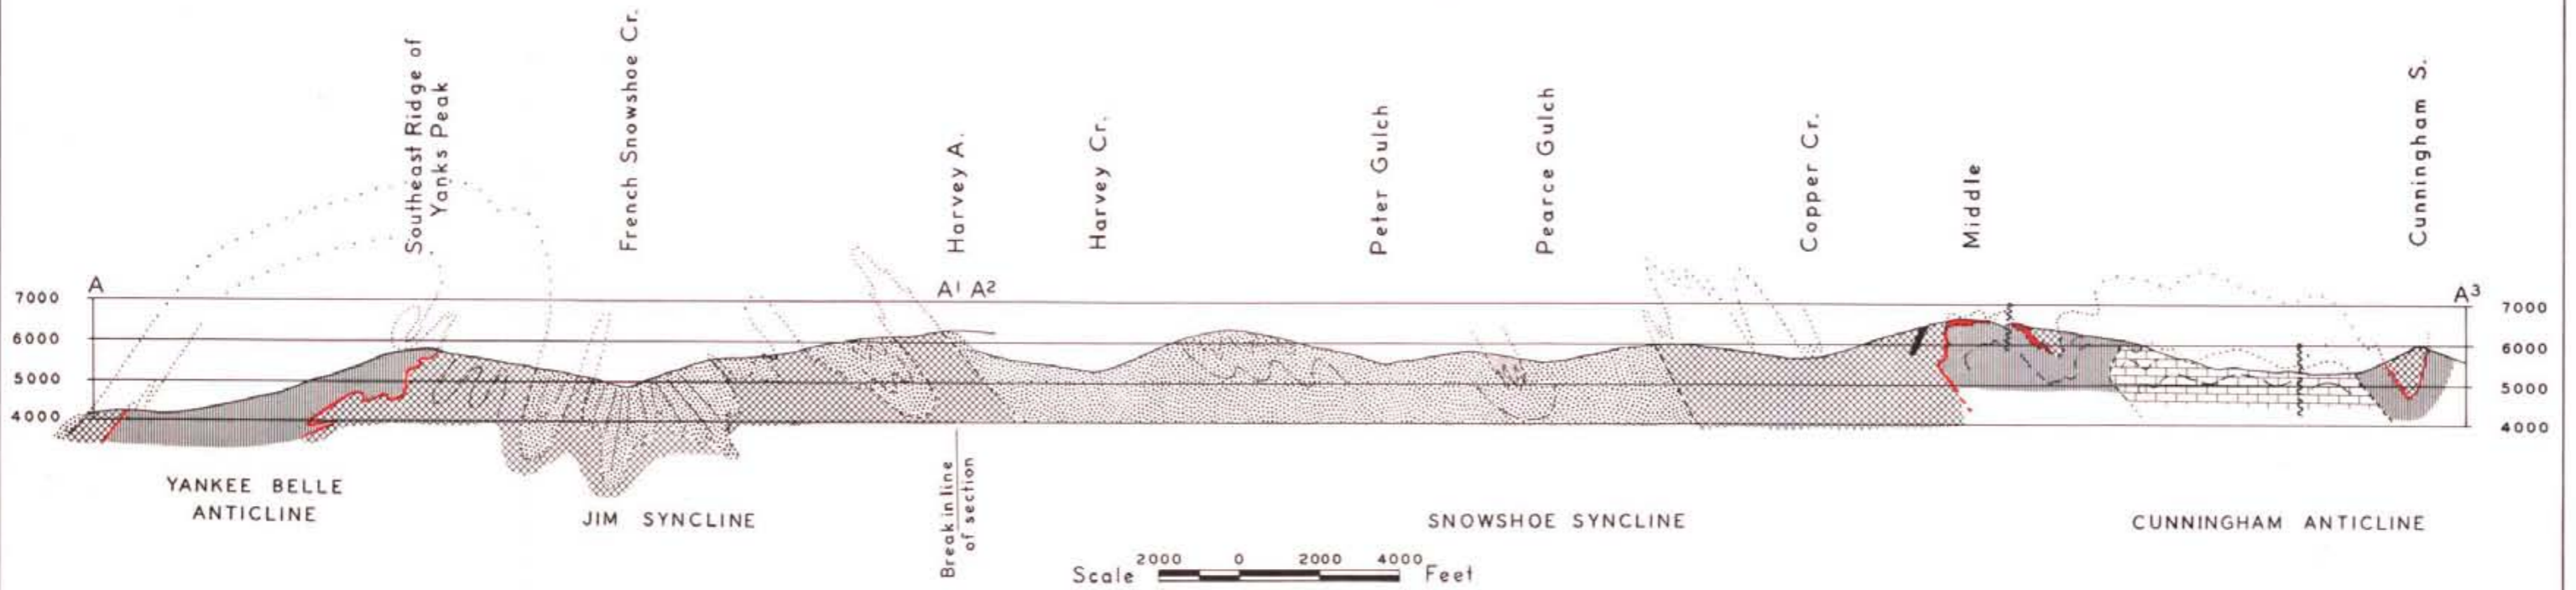 Southeast Ridge of
Yanks Peak
French Snowshoe Cr.
Harvey A.
Harvey Cr.
Peter Gulch
Pearce Gulch
Copper Cr.
Middle
Cunningham S.
A
A¹ A²
A³
7000
6000
5000
4000
7000
6000
5000
4000
YANKEE BELLE
ANTICLINE
JIM SYNCLINE
Break in line
of section
SNOWSHOE SYNCLINE
CUNNINGHAM ANTICLINE
2000 0 2000 4000
Scale Feet